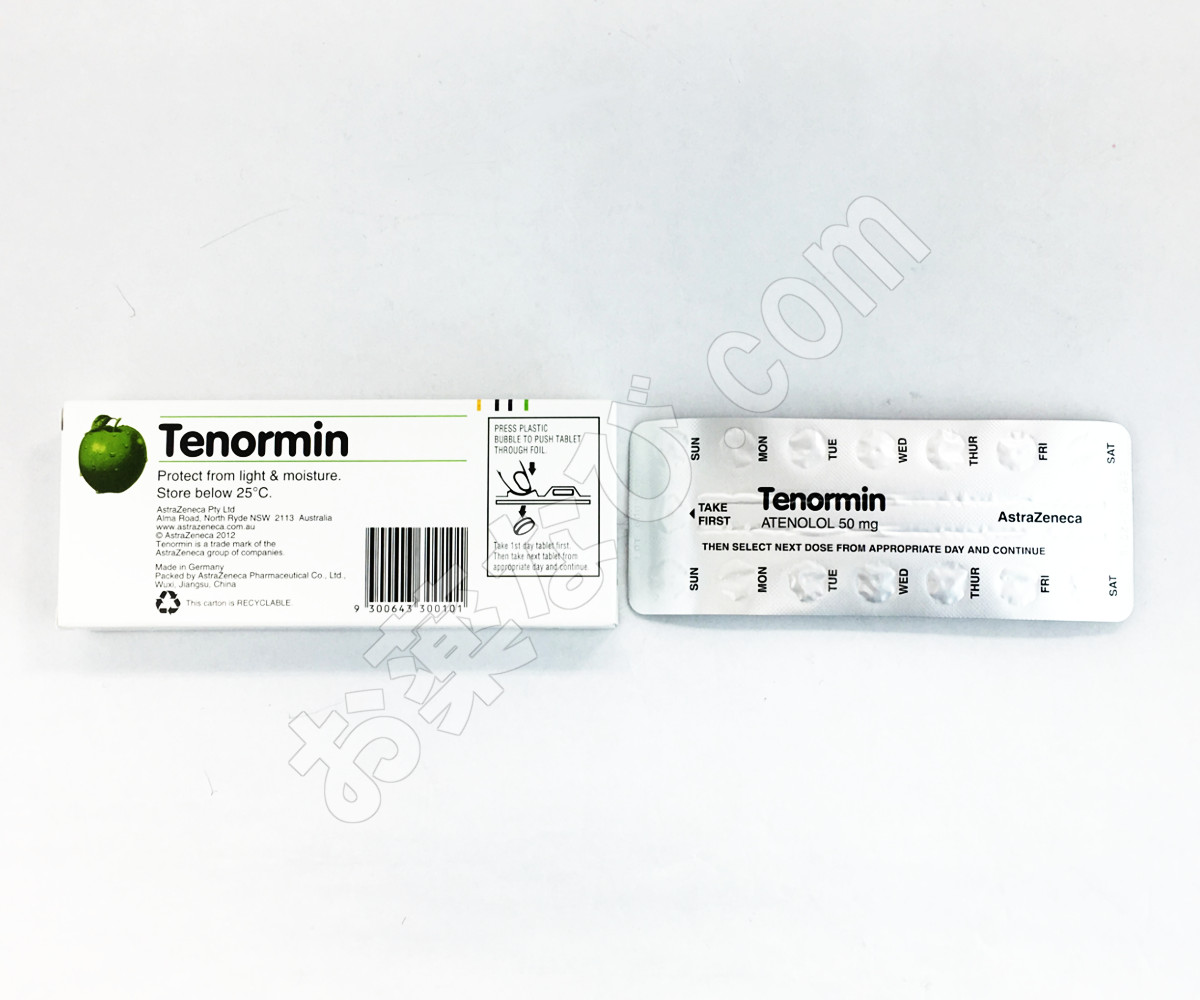 Tenormin
Protect from light & moisture.
Store below 25°C.
AstraZeneca Pty Ltd
Alma Road, North Ryde NSW 2113 Australia
www.astrazeneca.com.au
© AstraZeneca 2012
Tenormin is a trade mark of the
AstraZeneca group of companies.
Made in Germany
Packed by AstraZeneca Pharmaceutical Co., Ltd.,
Wuxi, Jiangsu, China
This carton is RECYCLABLE
9 300643 300101
PRESS PLASTIC
BUBBLE TO PUSH TABLET
THROUGH FOIL.
Take 1st day tablet first.
Then take next tablet from
appropriate day and continue.
SUN MON TUE WED THUR FRI SAT
TAKE
FIRST
Tenormin
ATENOLOL 50 mg
AstraZeneca
THEN SELECT NEXT DOSE FROM APPROPRIATE DAY AND CONTINUE
SUN MON TUE WED THUR FRI SAT
お薬なび.com